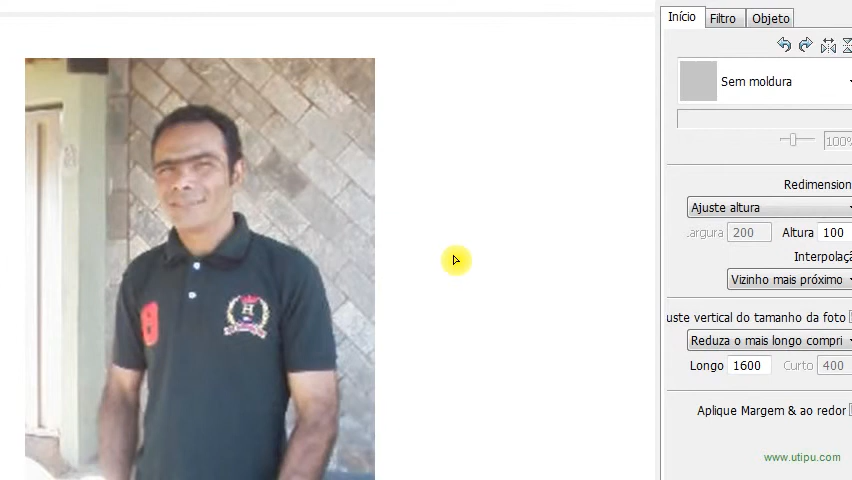 Início Filtro Objeto
Sem moldura
100%
Redimension
Ajuste altura
argura 200 Altura 100
Interpolaçã
Vizinho mais próximo
uste vertical do tamanho da foto
Reduza o mais longo compri
Longo 1600 Curto 400
Aplique Margem & ao redor
www.utipu.com
8
H